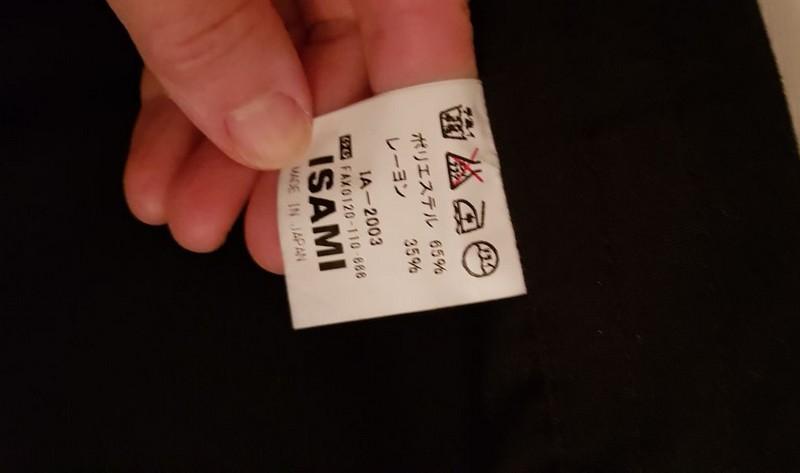 ポリエステル 65%
レーヨン 35%
IA-2003
FAX0120-110-666
ISAMI
MADE IN JAPAN